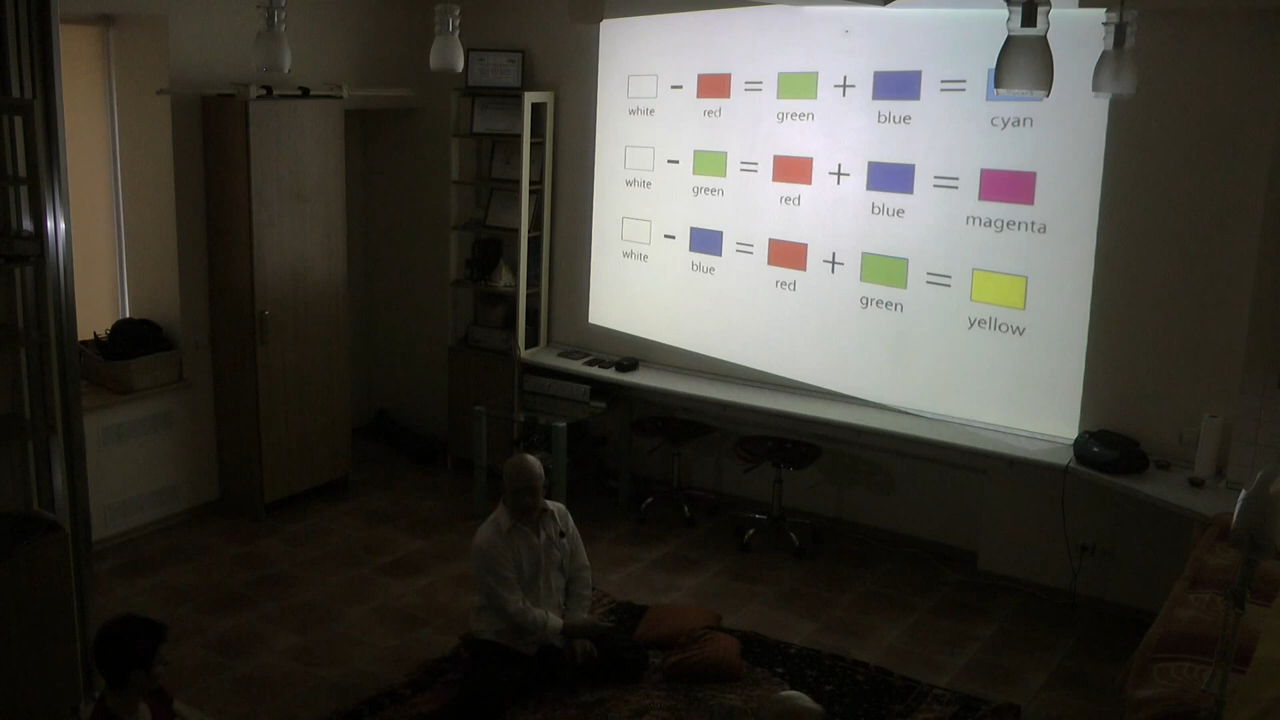 - = + =
white red green blue cyan
- = + =
white green red blue magenta
- = + =
white blue red green yellow